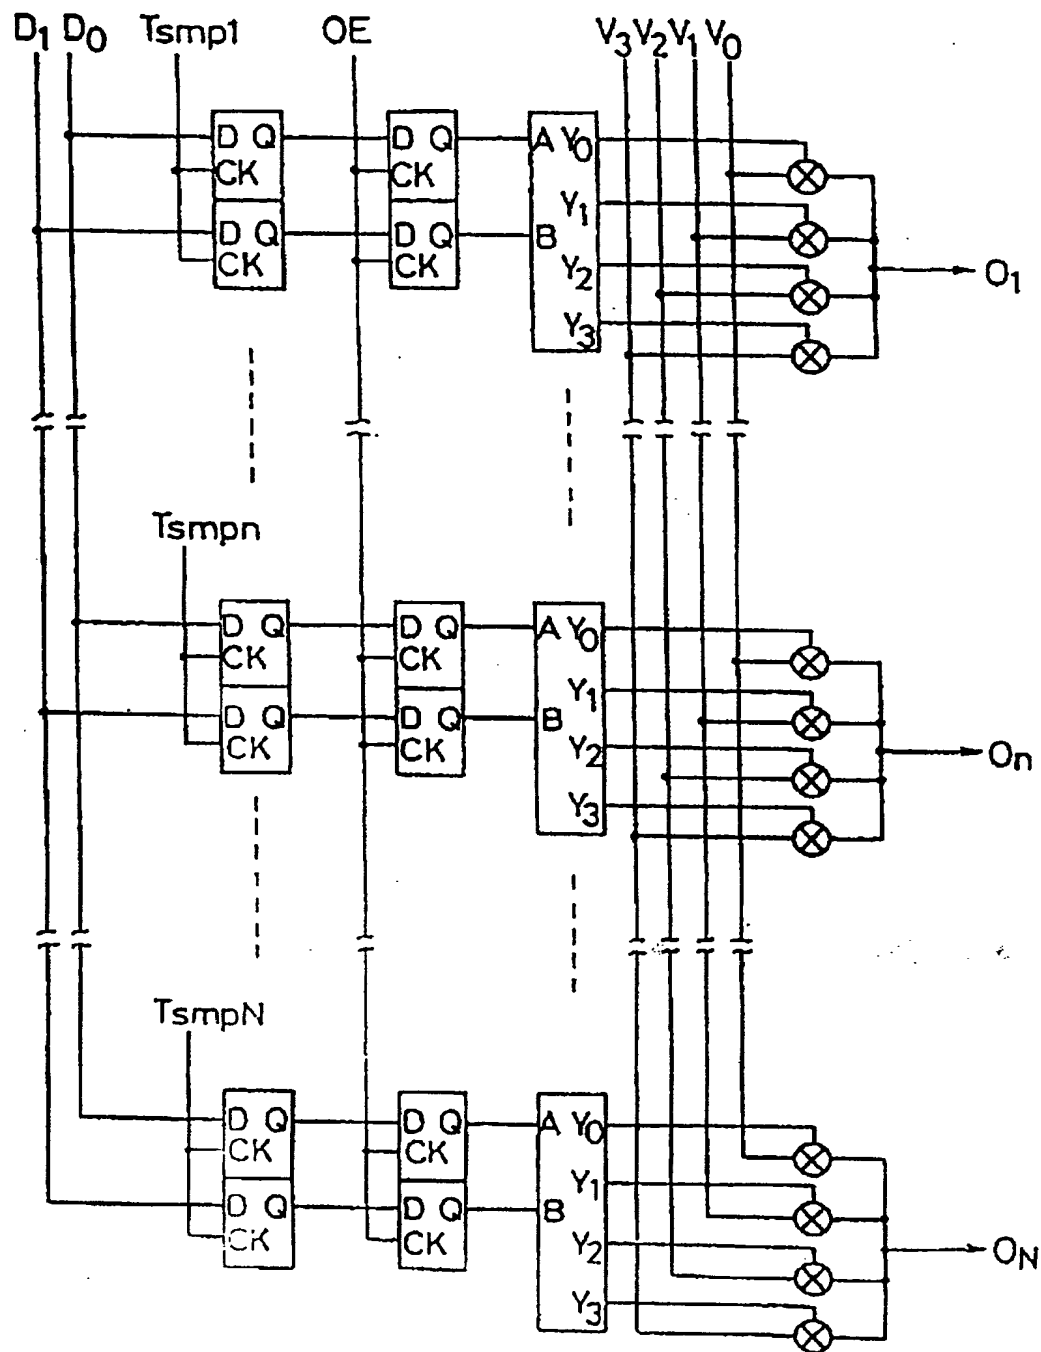 D1 D0 Tsmp1 OE V3 V2 V1 V0
D Q D Q A Y0
CK CK
Y1
D Q D Q B
CK CK
Y2
O1
Y3
Tsmpn
D Q D Q A Y0
CK CK
Y1
D Q D Q B
CK CK
Y2
On
Y3
TsmpN
D Q D Q A Y0
CK CK
Y1
D Q D Q B
CK CK
Y2
ON
Y3